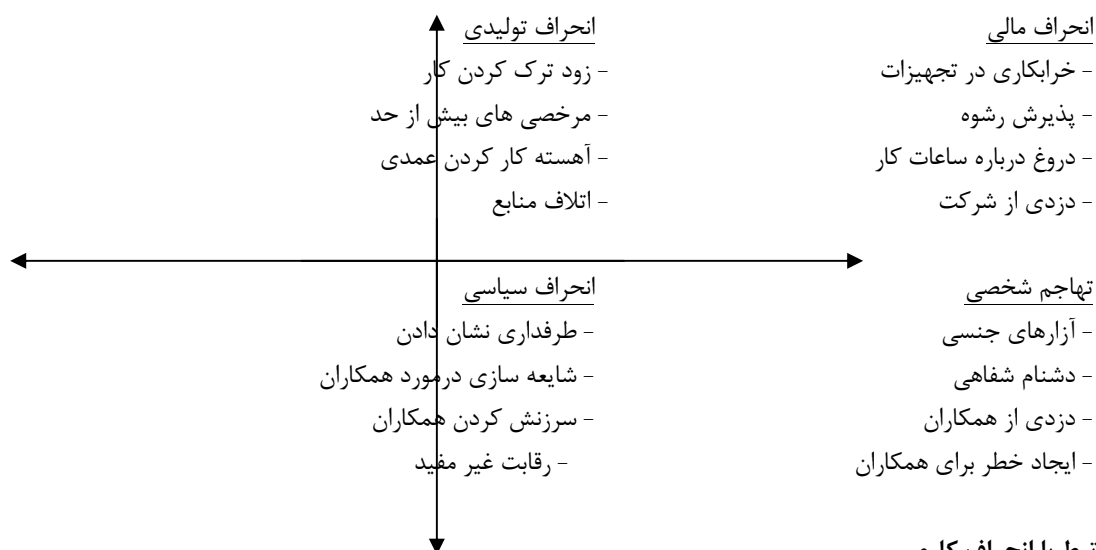 انحراف مالی
- خرابکاری در تجهیزات
- پذیرش رشوه
- دروغ درباره ساعات کار
- دزدی از شرکت
انحراف تولیدی
- زود ترک کردن کار
- مرخصی های بیش از حد
- آهسته کار کردن عمدی
- اتلاف منابع
تهاجم شخصی
- آزارهای جنسی
- دشنام شفاهی
- دزدی از همکاران
- ایجاد خطر برای همکاران
انحراف سیاسی
- طرفداری نشان دادن
- شایعه سازی درمورد همکاران
- سرزنش کردن همکاران
- رقابت غیر مفید